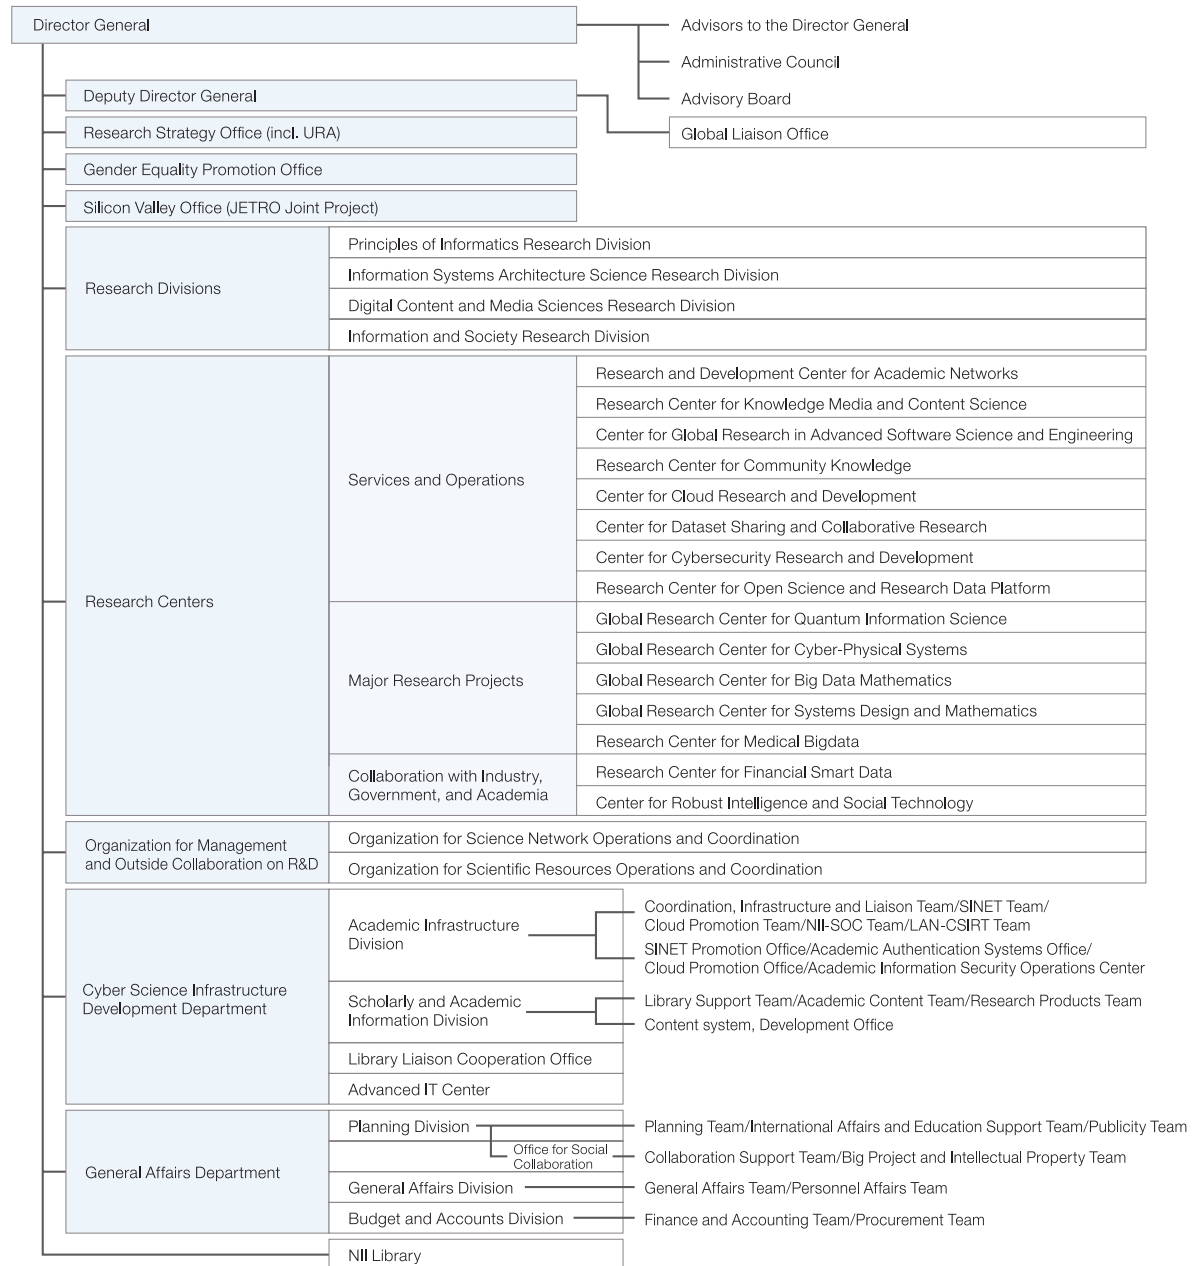 Director General
Advisors to the Director General
Administrative Council
Advisory Board
Deputy Director General
Global Liaison Office
Research Strategy Office (incl. URA)
Gender Equality Promotion Office
Silicon Valley Office (JETRO Joint Project)
Research Divisions
Principles of Informatics Research Division
Information Systems Architecture Science Research Division
Digital Content and Media Sciences Research Division
Information and Society Research Division
Research Centers
Services and Operations
Research and Development Center for Academic Networks
Research Center for Knowledge Media and Content Science
Center for Global Research in Advanced Software Science and Engineering
Research Center for Community Knowledge
Center for Cloud Research and Development
Center for Dataset Sharing and Collaborative Research
Center for Cybersecurity Research and Development
Research Center for Open Science and Research Data Platform
Major Research Projects
Global Research Center for Quantum Information Science
Global Research Center for Cyber-Physical Systems
Global Research Center for Big Data Mathematics
Global Research Center for Systems Design and Mathematics
Research Center for Medical Bigdata
Collaboration with Industry,
Government, and Academia
Research Center for Financial Smart Data
Center for Robust Intelligence and Social Technology
Organization for Management
and Outside Collaboration on R&D
Organization for Science Network Operations and Coordination
Organization for Scientific Resources Operations and Coordination
Cyber Science Infrastructure
Development Department
Academic Infrastructure
Division
Coordination, Infrastructure and Liaison Team/SINET Team/
Cloud Promotion Team/NII-SOC Team/LAN-CSIRT Team
SINET Promotion Office/Academic Authentication Systems Office/
Cloud Promotion Office/Academic Information Security Operations Center
Scholarly and Academic
Information Division
Library Support Team/Academic Content Team/Research Products Team
Content system, Development Office
Library Liaison Cooperation Office
Advanced IT Center
General Affairs Department
Planning Division
Planning Team/International Affairs and Education Support Team/Publicity Team
Office for Social
Collaboration
Collaboration Support Team/Big Project and Intellectual Property Team
General Affairs Division
General Affairs Team/Personnel Affairs Team
Budget and Accounts Division
Finance and Accounting Team/Procurement Team
NII Library